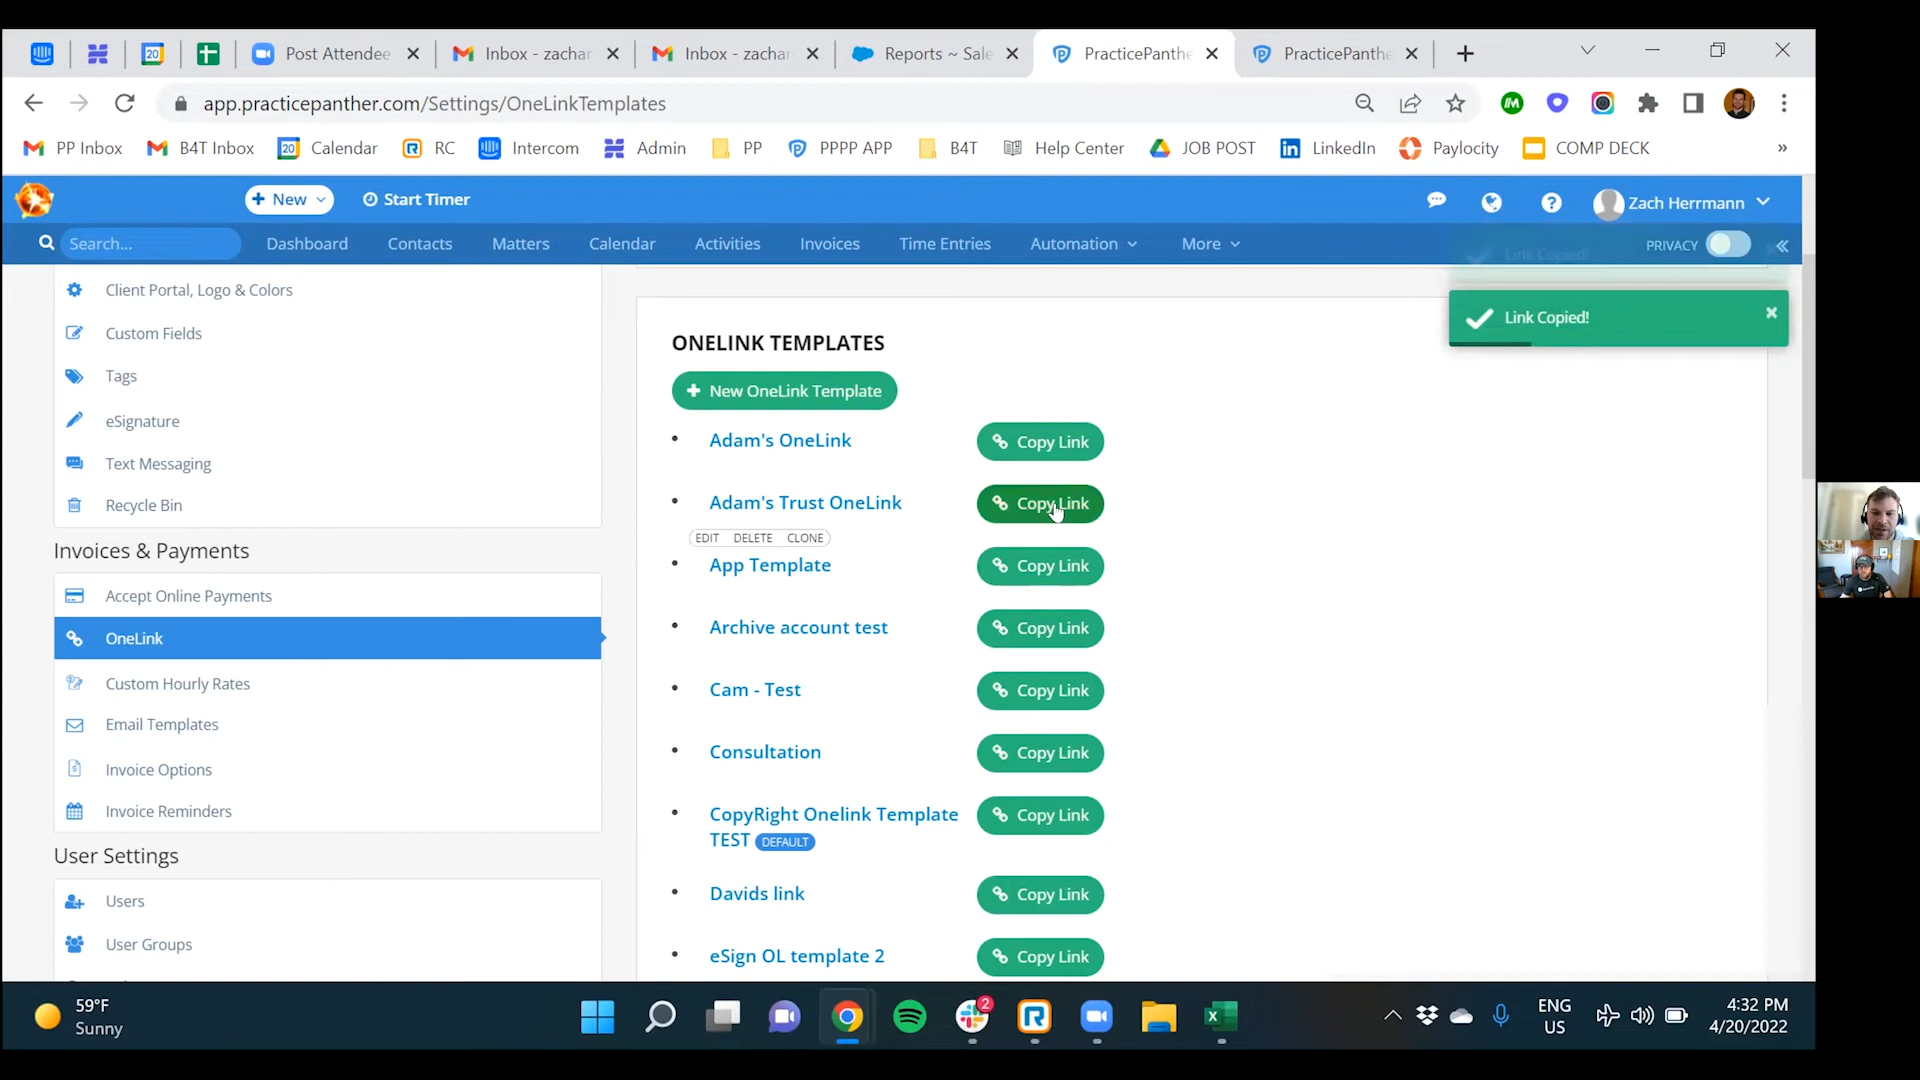 Post Attendee
Inbox - zachar
Inbox - zachar
Reports ~ Sale
PracticePanthe
PracticePanthe
app.practicepanther.com/Settings/OneLinkTemplates
PP Inbox
B4T Inbox
20
Calendar
RC
Intercom
Admin
PP
PPPP APP
B4T
Help Center
JOB POST
LinkedIn
Paylocity
COMP DECK
»
New
Start Timer
Zach Herrmann
Search...
Dashboard
Contacts
Matters
Calendar
Activities
Invoices
Time Entries
Automation
More
PRIVACY
Link Copied!
Link Copied!
Client Portal, Logo & Colors
Custom Fields
Tags
eSignature
Text Messaging
Recycle Bin
Invoices & Payments
Accept Online Payments
OneLink
Custom Hourly Rates
Email Templates
Invoice Options
Invoice Reminders
User Settings
Users
User Groups
ONELINK TEMPLATES
New OneLink Template
Adam's OneLink
Copy Link
Adam's Trust OneLink
Copy Link
EDIT DELETE CLONE
App Template
Copy Link
Archive account test
Copy Link
Cam - Test
Copy Link
Consultation
Copy Link
CopyRight Onelink Template
TEST DEFAULT
Copy Link
Davids link
Copy Link
eSign OL template 2
Copy Link
59°F
Sunny
2
ENG
US
4:32 PM
4/20/2022